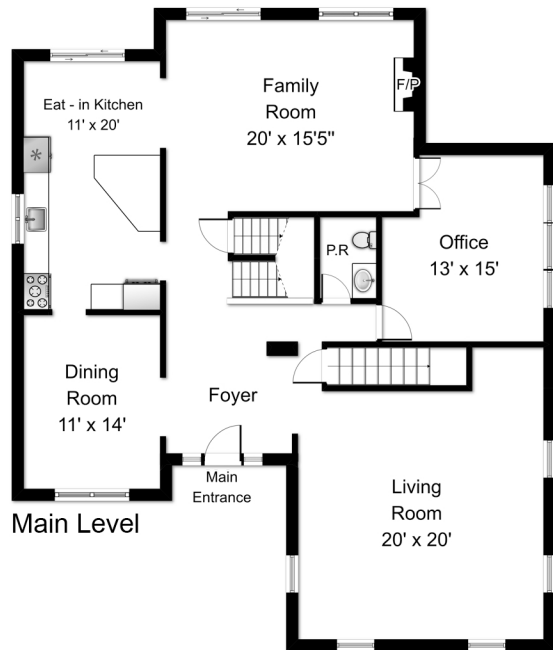 Family
Room
20' x 15'5"
F/P
Eat - in Kitchen
11' x 20'
P.R
Office
13' x 15'
Dining
Room
11' x 14'
Foyer
Main
Entrance
Living
Room
20' x 20'
Main Level